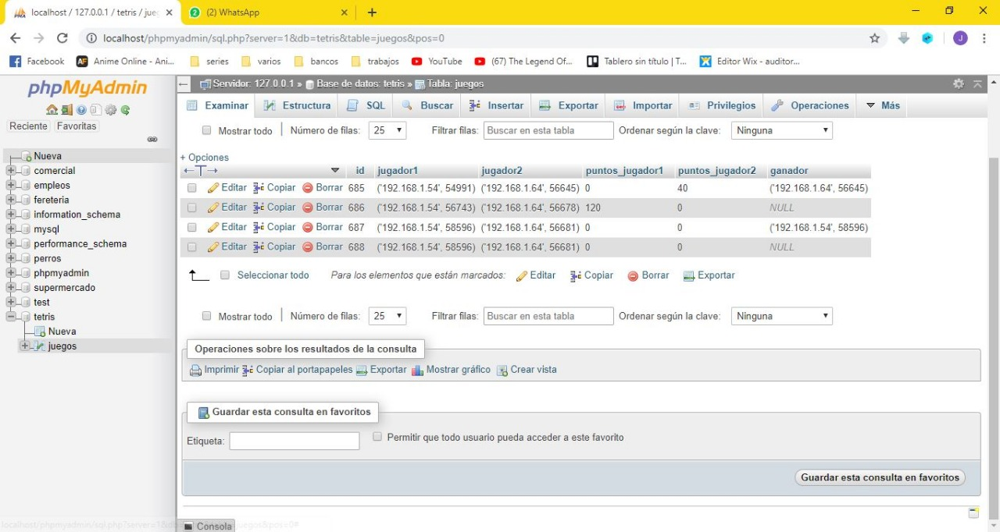 localhost / 127.0.0.1 / tetris / jue
(2) WhatsApp
localhost/phpmyadmin/sql.php?server=1&db=tetris&table=juegos&pos=0
Facebook Anime Online - Ani... series varios bancos trabajos YouTube (67) The Legend Of... Tablero sin título | T... Editor Wix - auditor...
phpMyAdmin
Reciente Favoritas
Nueva
comercial
empleos
fereteria
information_schema
mysql
performance_schema
perros
phpmyadmin
supermercado
test
tetris
Nueva
juegos
Servidor: 127.0.0.1 » Base de datos: tetris » Tabla: juegos
Examinar Estructura SQL Buscar Insertar Exportar Importar Privilegios Operaciones Más
Mostrar todo Número de filas: 25 Filtrar filas: Buscar en esta tabla Ordenar según la clave: Ninguna
+ Opciones
id jugador1 jugador2 puntos_jugador1 puntos_jugador2 ganador
Editar Copiar Borrar 685 ('192.168.1.54', 54991) ('192.168.1.64', 56645) 0 40 ('192.168.1.64', 56645)
Editar Copiar Borrar 686 ('192.168.1.54', 56743) ('192.168.1.64', 56678) 120 0 NULL
Editar Copiar Borrar 687 ('192.168.1.54', 58596) ('192.168.1.64', 56681) 0 0 ('192.168.1.54', 58596)
Editar Copiar Borrar 688 ('192.168.1.54', 58596) ('192.168.1.64', 56681) 0 0 NULL
Seleccionar todo Para los elementos que están marcados: Editar Copiar Borrar Exportar
Mostrar todo Número de filas: 25 Filtrar filas: Buscar en esta tabla Ordenar según la clave: Ninguna
Operaciones sobre los resultados de la consulta
Imprimir Copiar al portapapeles Exportar Mostrar gráfico Crear vista
Guardar esta consulta en favoritos
Etiqueta: Permitir que todo usuario pueda acceder a este favorito
Guardar esta consulta en favoritos
Consola